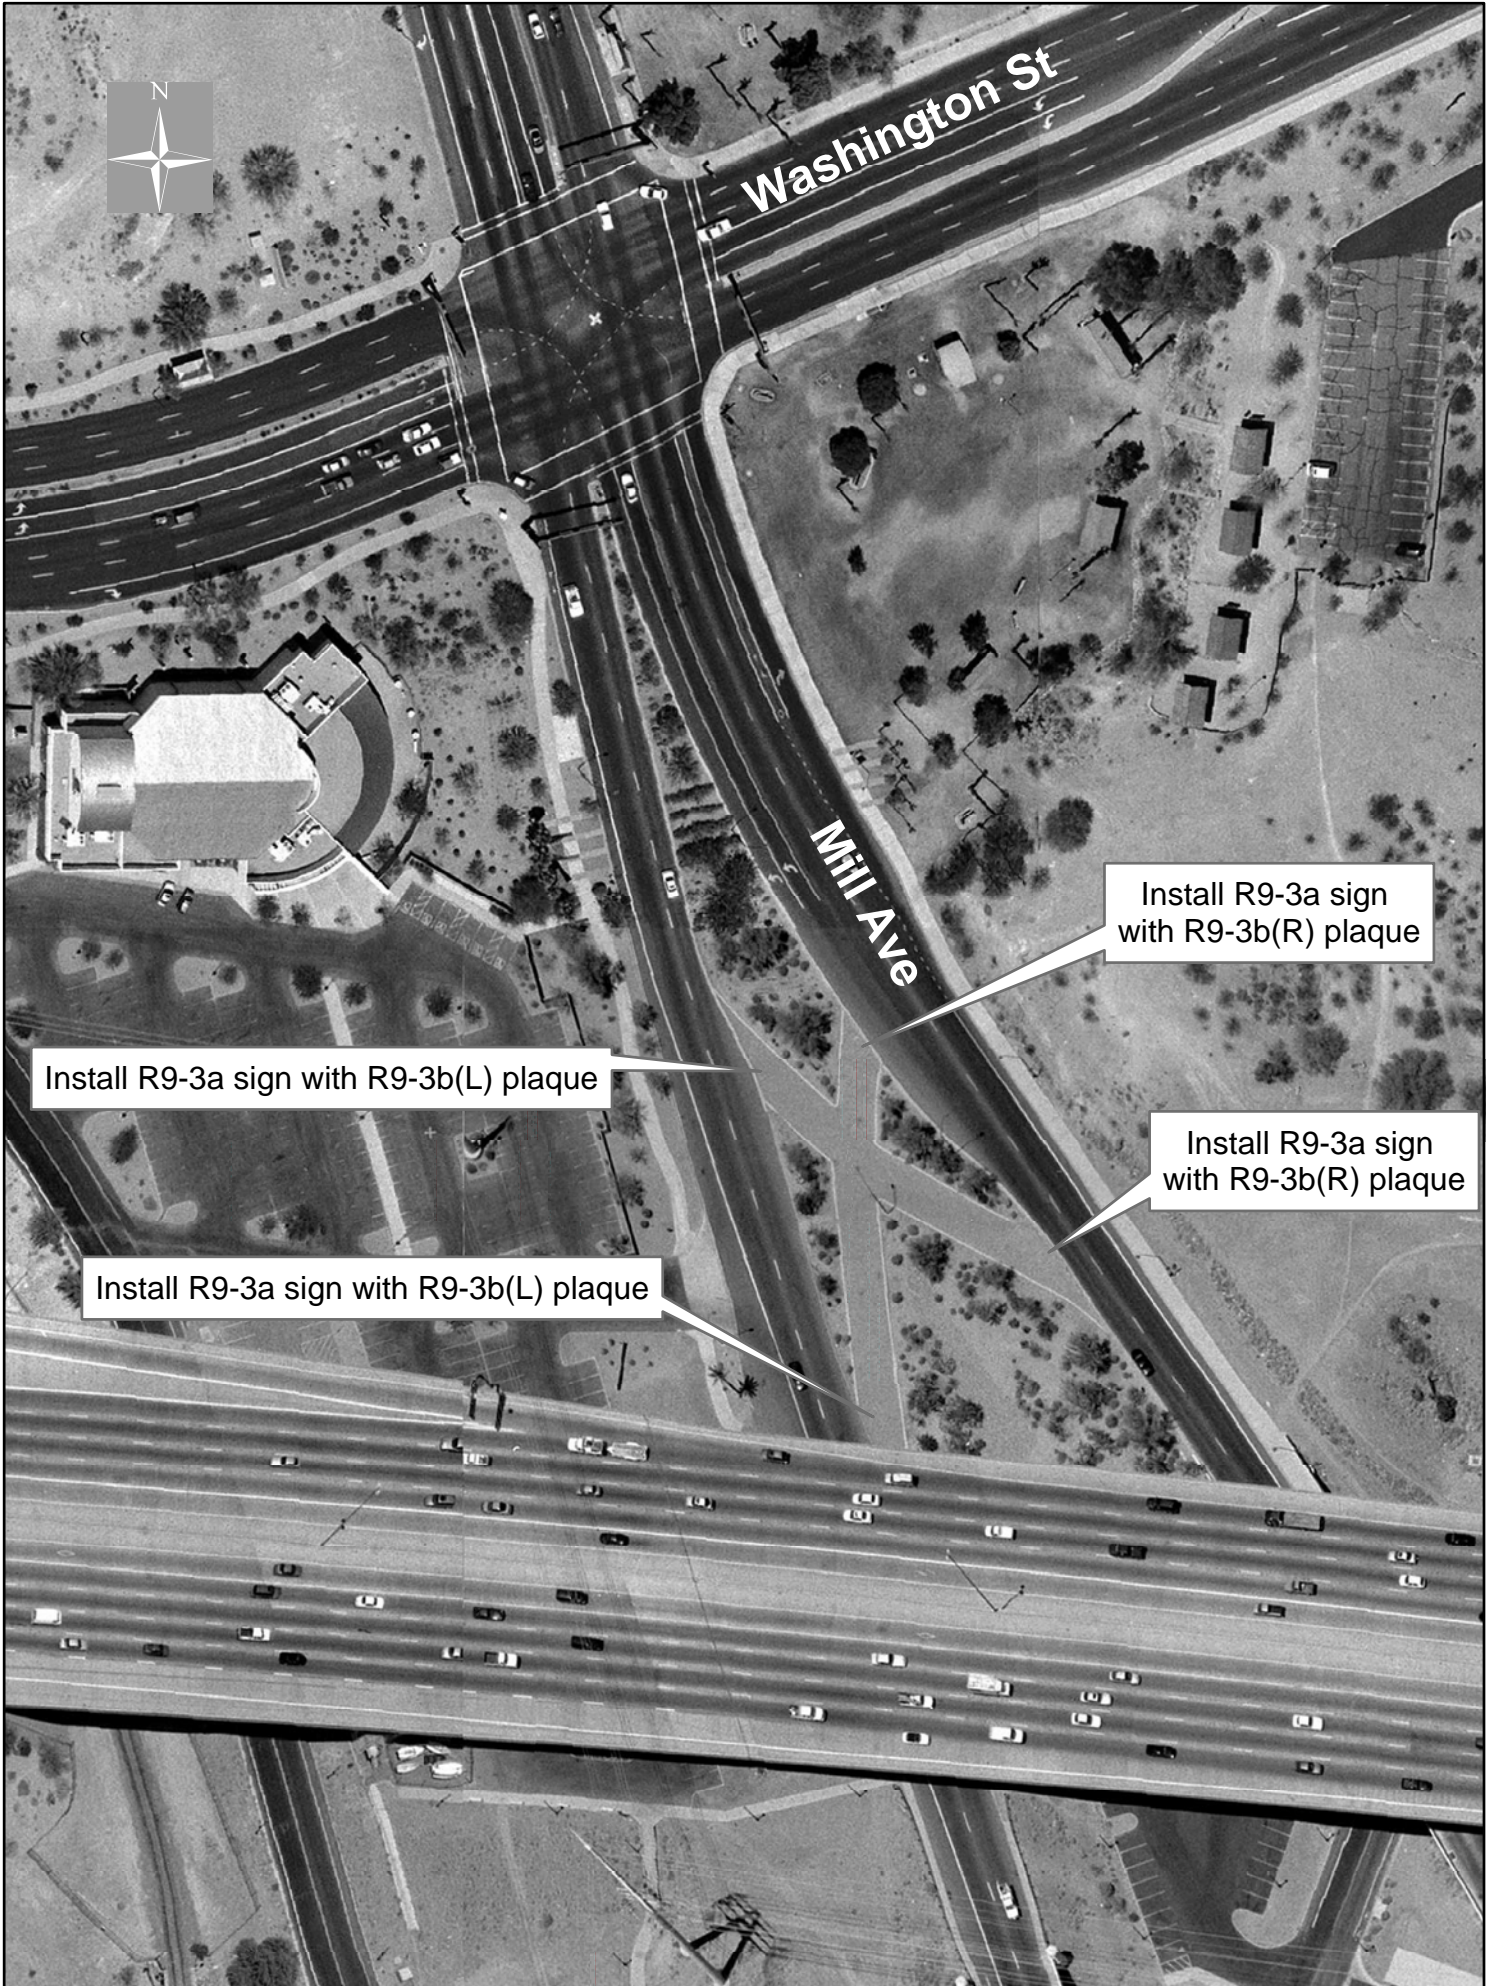 N
Washington St
Mill Ave
Install R9-3a sign
with R9-3b(R) plaque
Install R9-3a sign with R9-3b(L) plaque
Install R9-3a sign
with R9-3b(R) plaque
Install R9-3a sign with R9-3b(L) plaque